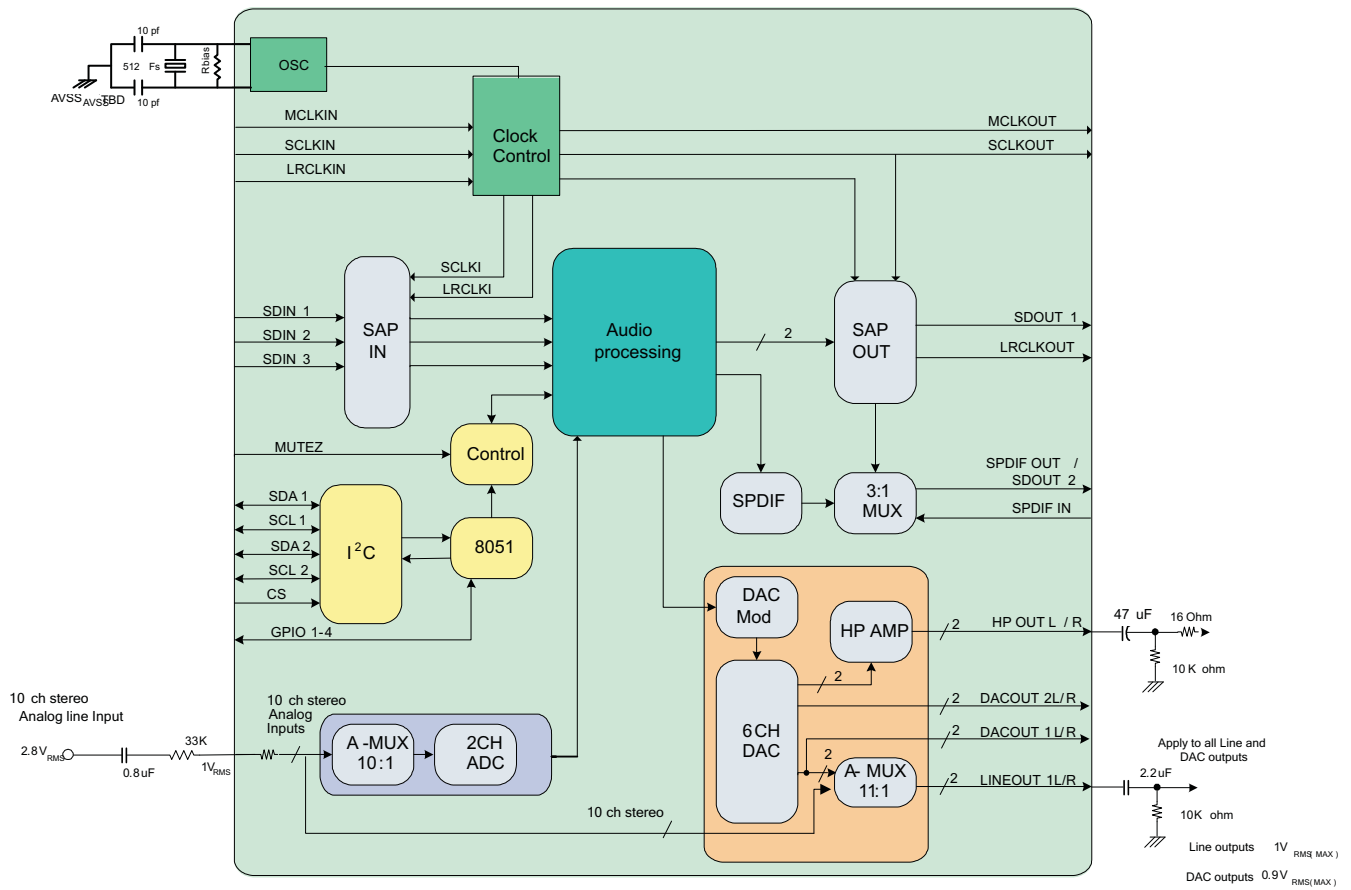 10 pf
512 Fs
Rbias
OSC
AVSS AVSS TBD
10 pf
MCLKIN
SCLKIN
LRCLKIN
Clock
Control
MCLKOUT
SCLKOUT
SCLKI
LRCLKI
SDIN 1
SDIN 2
SDIN 3
SAP
IN
Audio
processing
2
SAP
OUT
SDOUT 1
LRCLKOUT
MUTEZ
Control
SDA 1
SCL 1
SDA 2
SCL 2
CS
GPIO 1-4
I2C
8051
SPDIF
3:1
MUX
SPDIF OUT /
SDOUT 2
SPDIF IN
DAC
Mod
HP AMP
2
HP OUT L / R
47 uF
16 Ohm
10 K ohm
2
6 CH
DAC
2
DACOUT 2L/R
2
DACOUT 1L/R
2
A- MUX
11:1
2
LINEOUT 1L/R
Apply to all Line and
DAC outputs
2.2uF
10K ohm
Line outputs 1V RMS( MAX )
DAC outputs 0.9V RMS(MAX)
10 ch stereo
Analog line Input
2.8V RMS
0.8uF
33K
1V RMS
10 ch stereo
Analog
Inputs
A -MUX
10:1
2CH
ADC
10 ch stereo